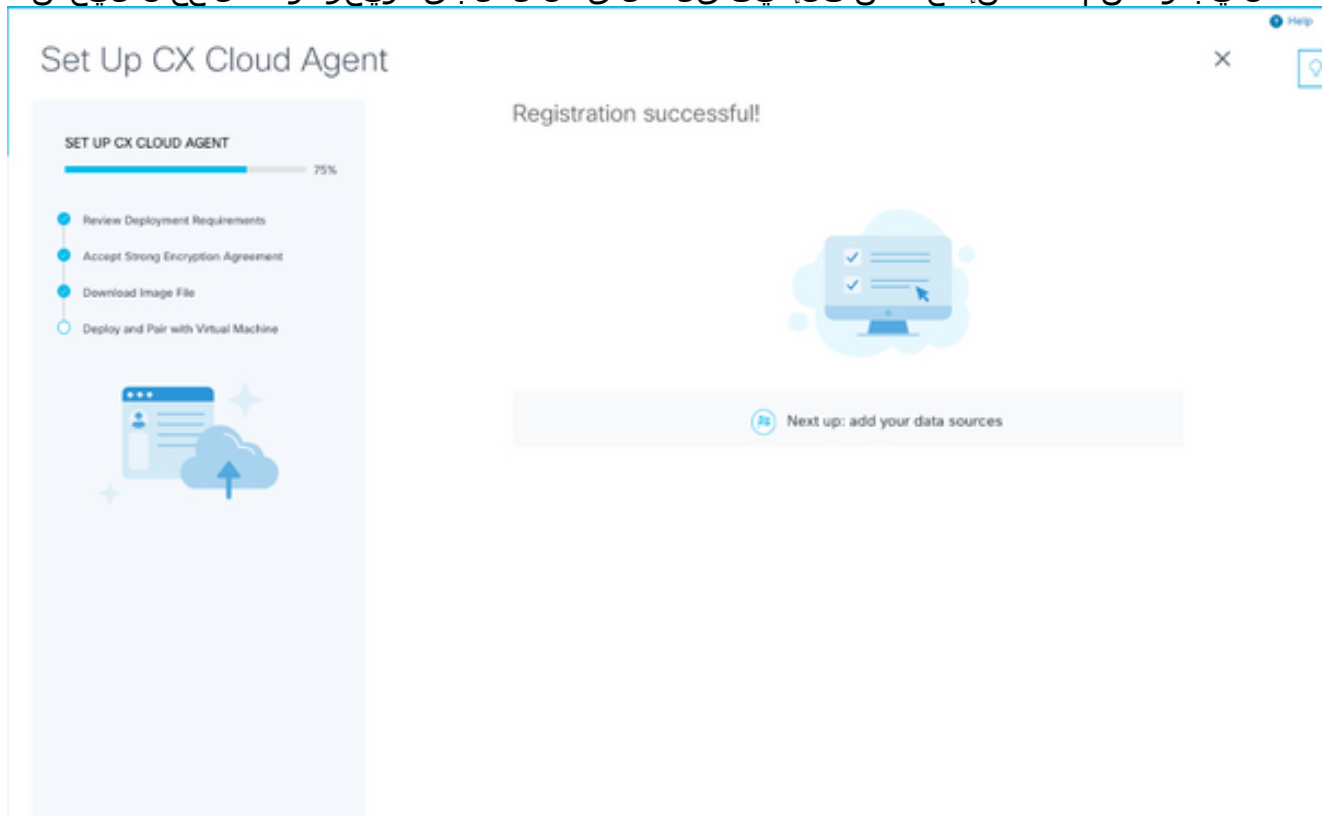 Help
Set Up CX Cloud Agent
Registration successful!
SET UP CX CLOUD AGENT
75%
Review Deployment Requirements
Accept Strong Encryption Agreement
Download Image File
Deploy and Pair with Virtual Machine
Next up: add your data sources